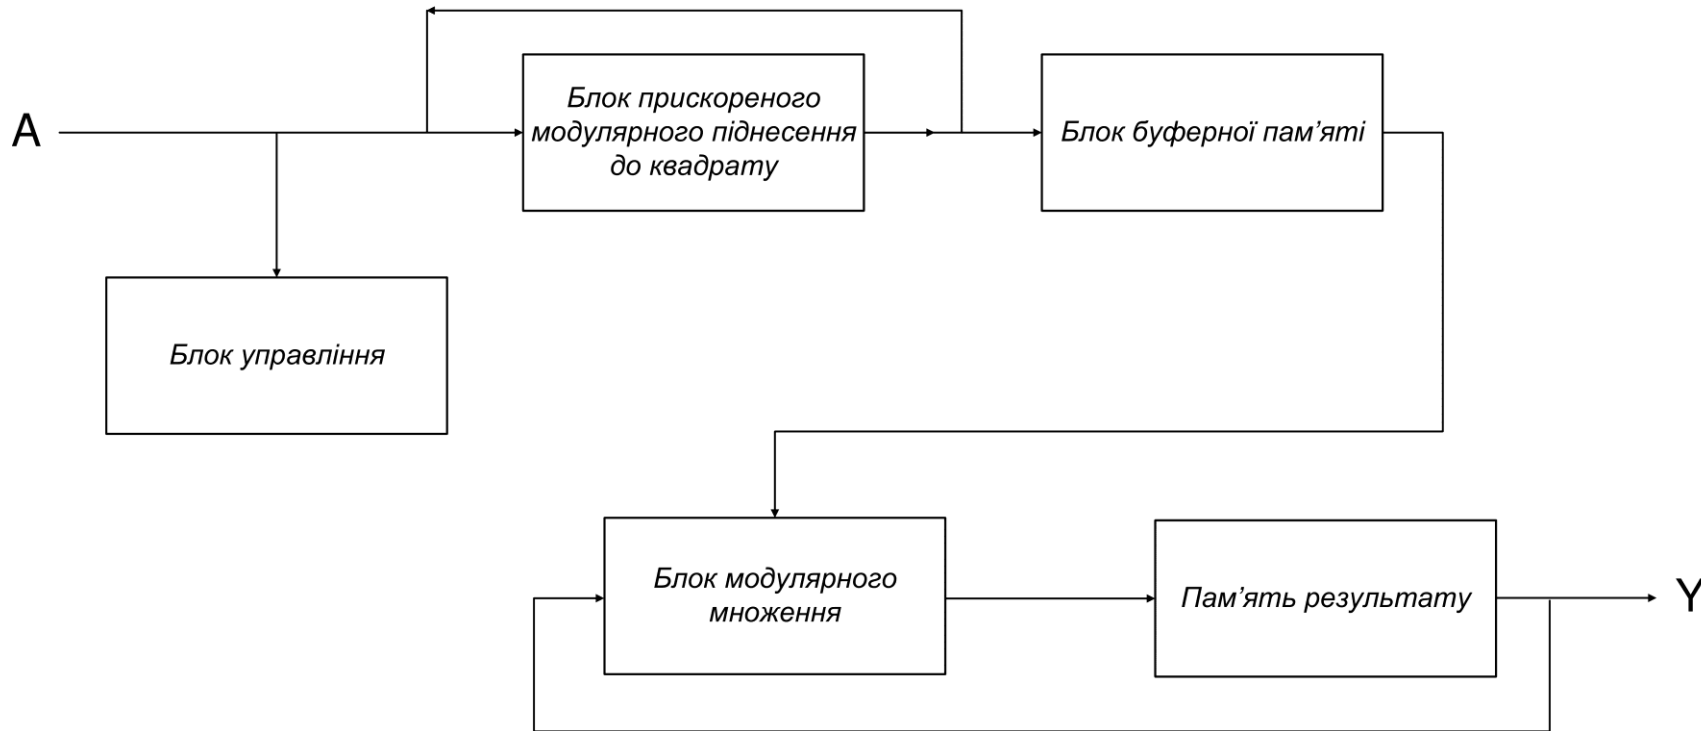 A
Блок прискореного
модулярного піднесення
до квадрату
Блок буферної пам’яті
Блок управління
Блок модулярного
множення
Пам’ять результату
Y